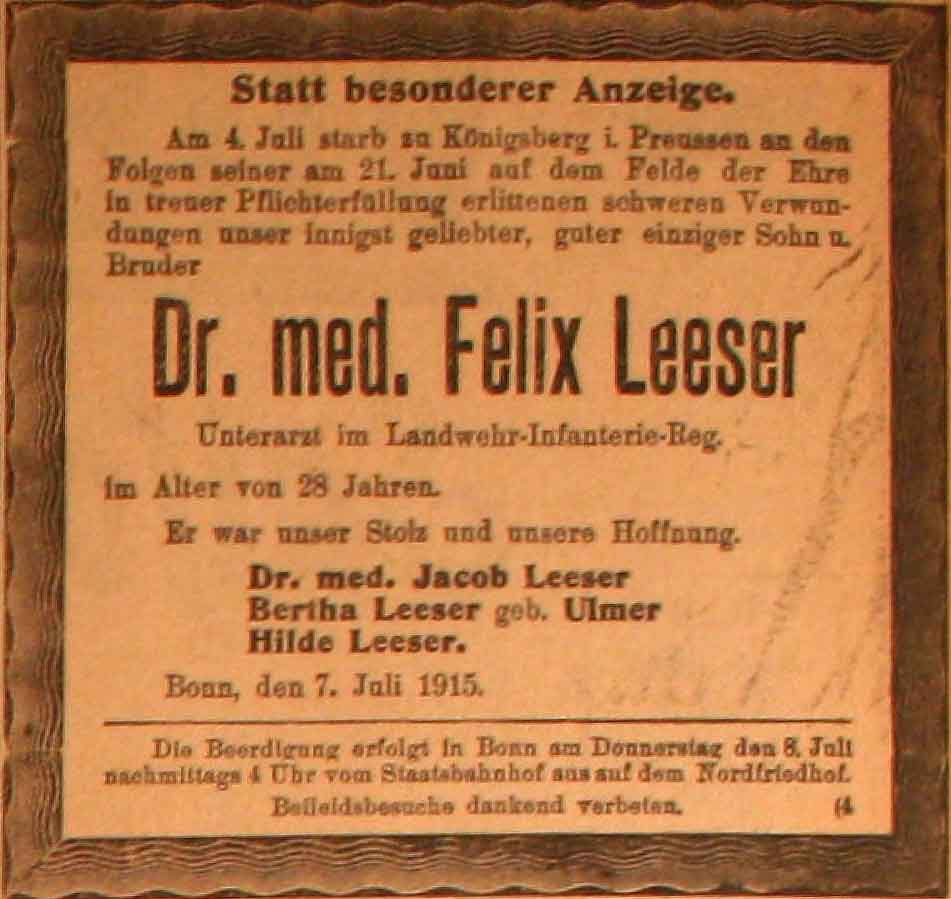 Statt besonderer Anzeige.
Am 4. Juli starb zu Königsberg i. Preussen an den
Folgen seiner am 21. Juni auf dem Felde der Ehre
in treuer Pflichterfüllung erlittenen schweren Verwun-
dungen unser innigst geliebter, guter einziger Sohn u.
Bruder
Dr. med. Felix Leeser
Unterarzt im Landwehr-Infanterie-Reg.
im Alter von 28 Jahren.
Er war unser Stolz und unsere Hoffnung.
Dr. med. Jacob Leeser
Bertha Leeser geb. Ulmer
Hilde Leeser.
Bonn, den 7. Juli 1915.
Die Beerdigung erfolgt in Bonn am Donnerstag den 8. Juli
nachmittags 4 Uhr vom Staatsbahnhof aus auf dem Nordfriedhof.
Beileidsbesuche dankend verbeten. (4